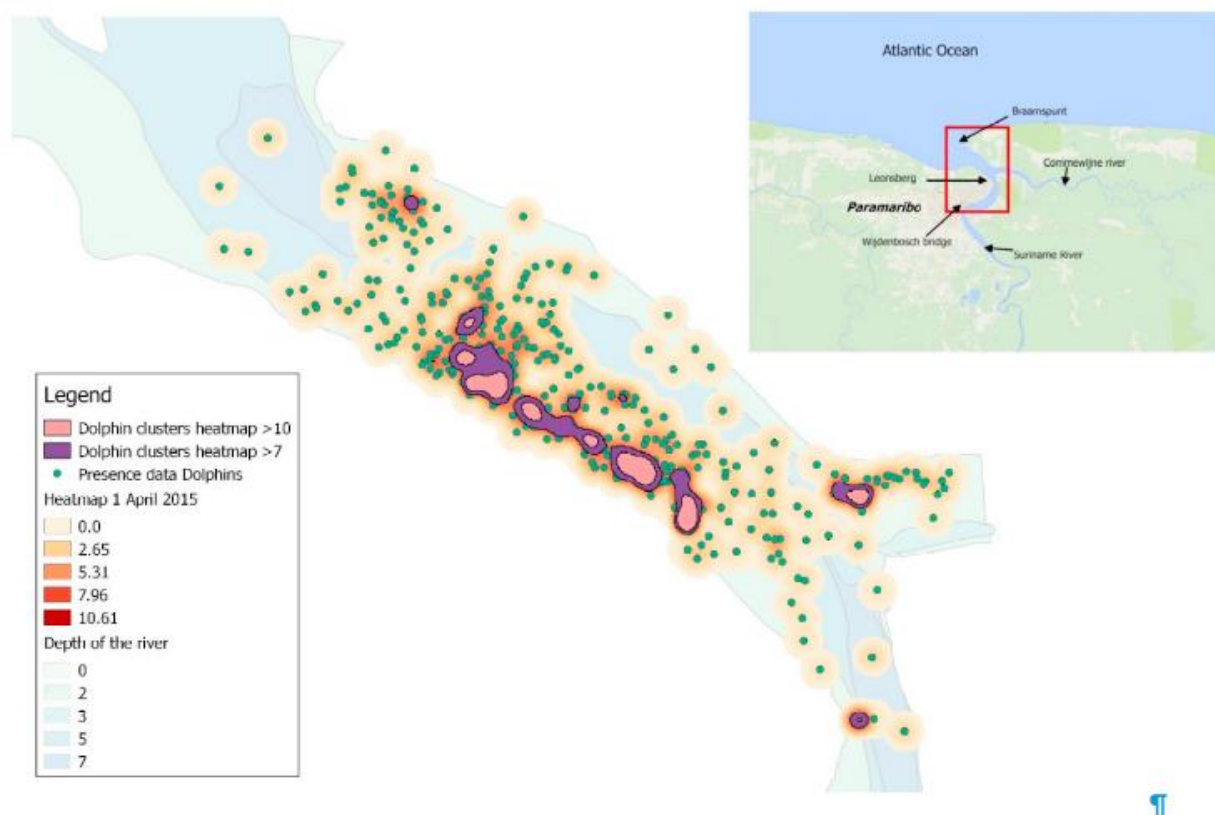 Atlantic Ocean
Braamspunt
Commewijne river
Leonsberg
Paramaribo
Wijdenbosch bridge
Suriname River
Legend
Dolphin clusters heatmap >10
Dolphin clusters heatmap >7
Presence data Dolphins
Heatmap 1 April 2015
0.0
2.65
5.31
7.96
10.61
Depth of the river
0
2
3
5
7
¶